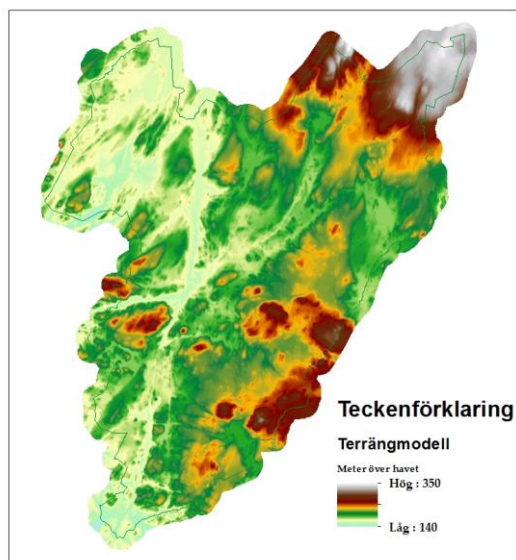 Teckenförklaring
Terrängmodell
Meter över havet
Hög : 350
Låg : 140